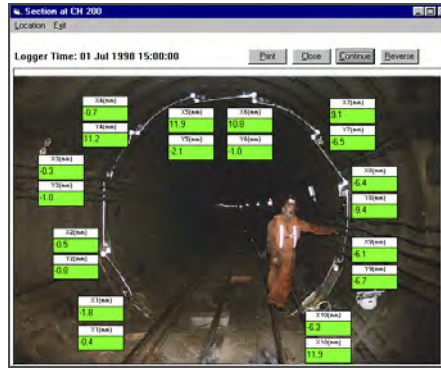 Section at CH 200
Location Exit
Logger Time: 01 Jul 1998 15:00:00
Print Close Continue Reverse
X4(mm)
-0.7
Y4(mm)
11.2
X5(mm)
11.9
Y5(mm)
-2.1
X6(mm)
10.8
Y6(mm)
-1.0
X7(mm)
9.1
Y7(mm)
-6.5
X3(mm)
-0.3
Y3(mm)
-1.0
X8(mm)
-6.4
Y8(mm)
-9.4
X2(mm)
-0.5
Y2(mm)
-0.8
X9(mm)
-6.1
Y9(mm)
-6.7
X1(mm)
-1.8
Y1(mm)
-0.4
X10(mm)
-6.3
Y10(mm)
11.9